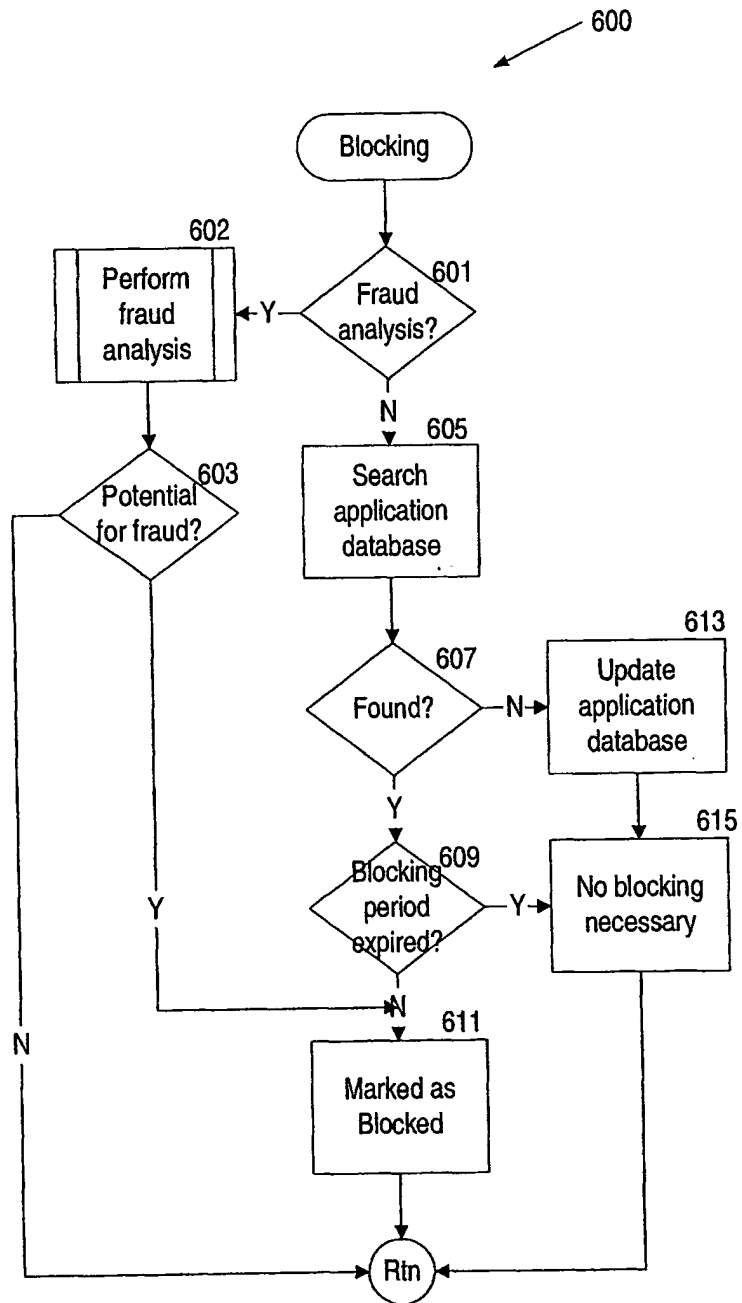 600
Blocking
602
601
Perform
fraud
analysis
Y
Fraud
analysis?
N
605
603
Potential
for fraud?
Search
application
database
607
613
Found?
N
Update
application
database
Y
615
609
Blocking
period
expired?
Y
No blocking
necessary
Y
N
N
611
Marked as
Blocked
Rtn